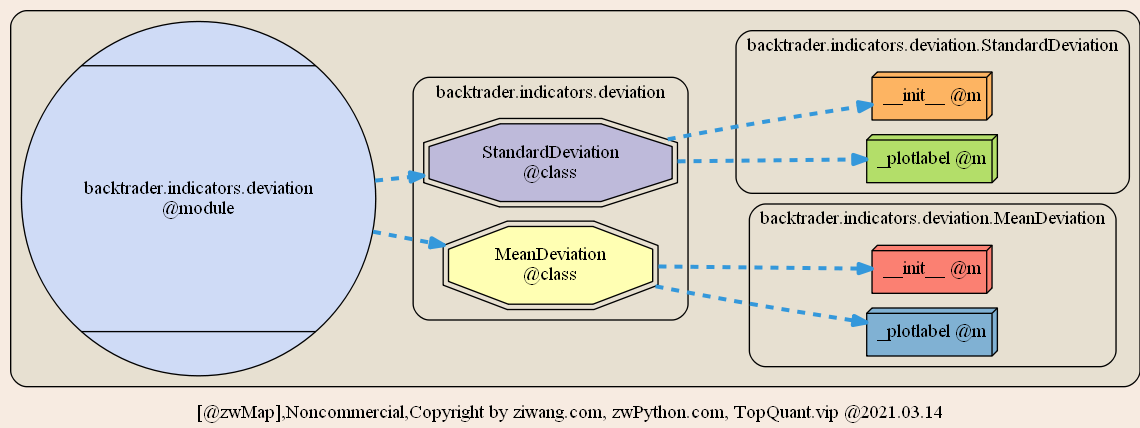 backtrader.indicators.deviation
@module
backtrader.indicators.deviation
StandardDeviation
@class
MeanDeviation
@class
backtrader.indicators.deviation.StandardDeviation
__init__ @m
_plotlabel @m
backtrader.indicators.deviation.MeanDeviation
__init__ @m
_plotlabel @m
[@zwMap],Noncommercial,Copyright by ziwang.com, zwPython.com, TopQuant.vip @2021.03.14